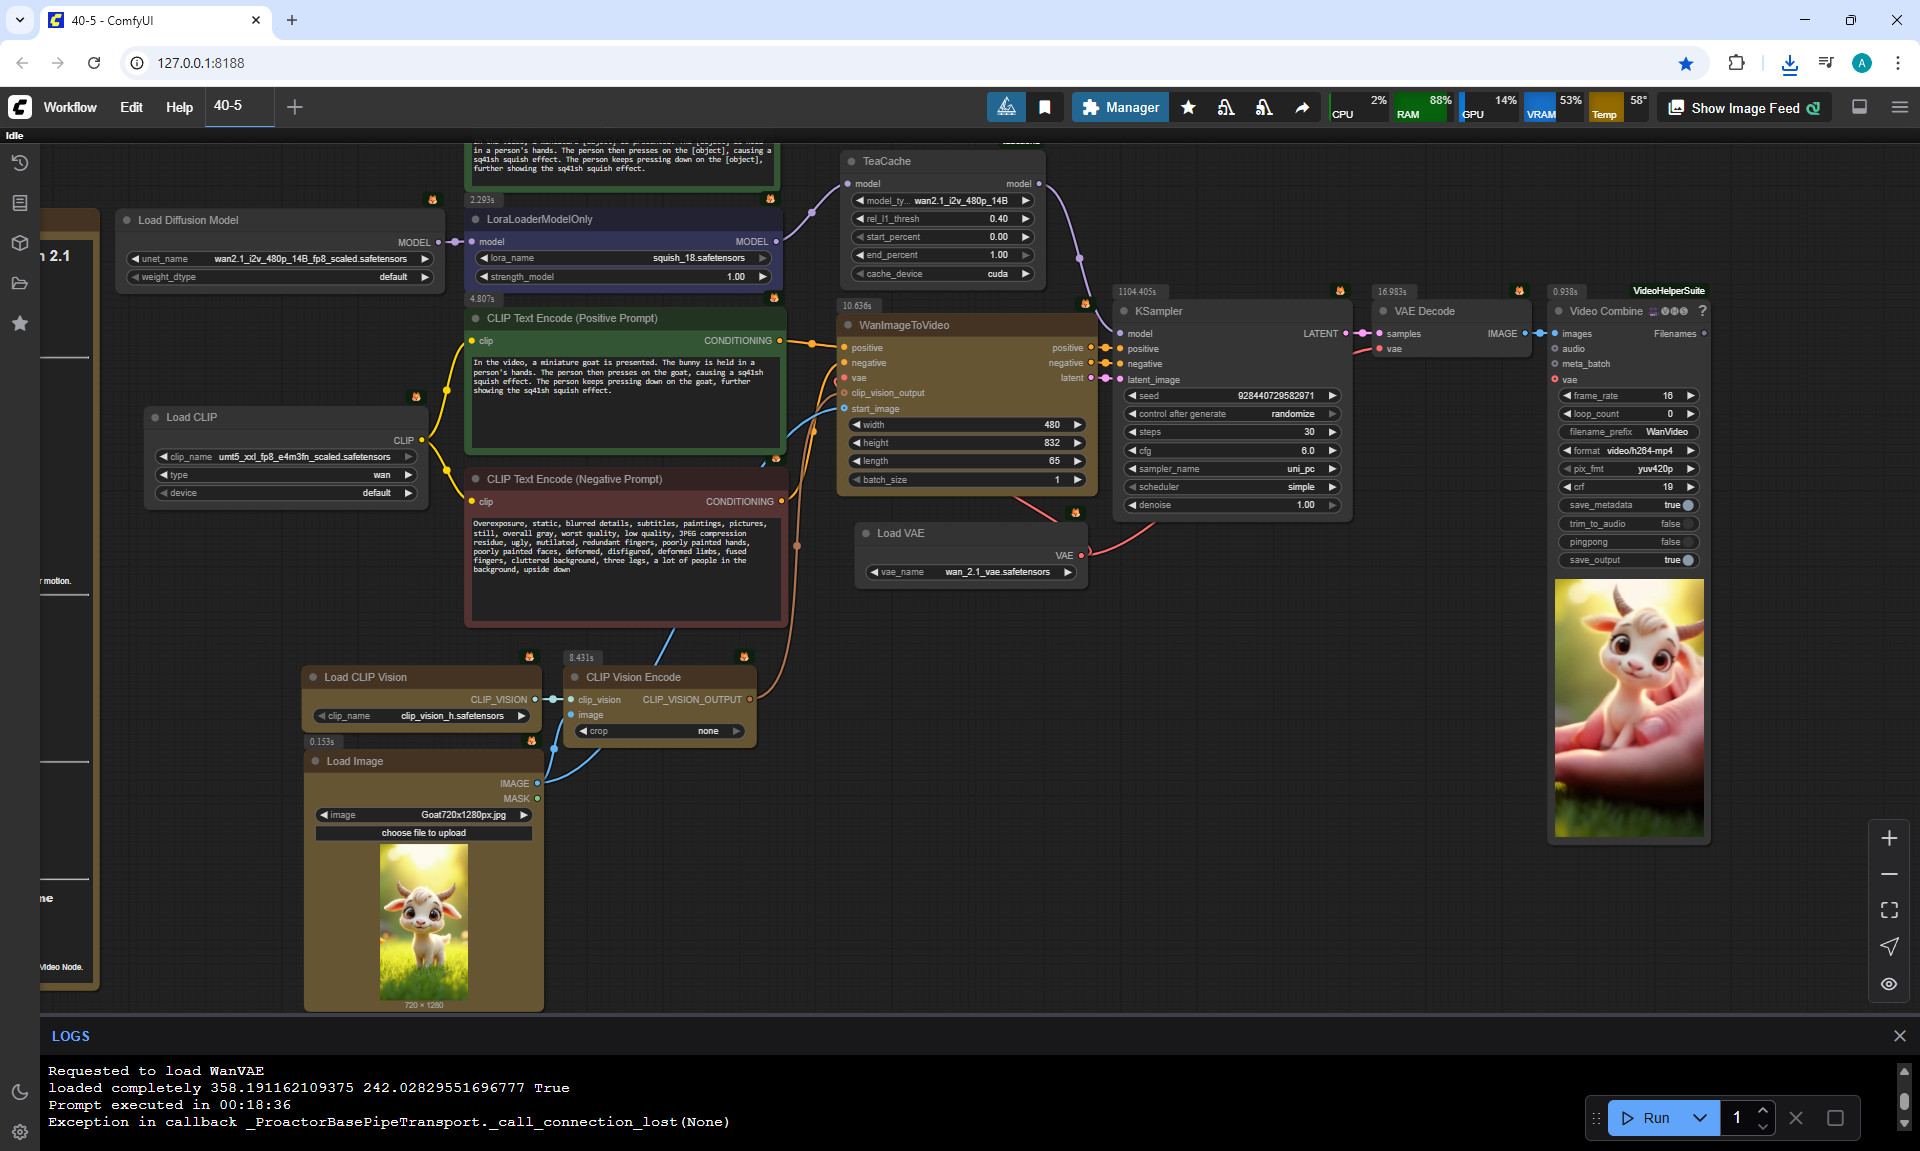 40-5 - ComfyUI
127.0.0.1:8188
A
Workflow
Edit
Help
40-5
Manager
CPU 2%
RAM 88%
GPU 14%
VRAM 53%
Temp 58°
Show Image Feed
Idle
in a person's hands. The person then presses on the [object], causing a
sq41sh squish effect. The person keeps pressing down on the [object],
further showing the sq41sh squish effect.
n 2.1
r motion.
ne
Video Node.
Load Diffusion Model
MODEL
unet_name wan2.1_i2v_480p_14B_fp8_scaled.safetensors
weight_dtype default
2.293s
LoraLoaderModelOnly
model MODEL
lora_name squish_18.safetensors
strength_model 1.00
TeaCache
model model
model_ty... wan2.1_i2v_480p_14B
rel_l1_thresh 0.40
start_percent 0.00
end_percent 1.00
cache_device cuda
4.807s
CLIP Text Encode (Positive Prompt)
clip CONDITIONING
In the video, a miniature goat is presented. The bunny is held in a
person's hands. The person then presses on the goat, causing a sq41sh
squish effect. The person keeps pressing down on the goat, further
showing the sq41sh squish effect.
Load CLIP
CLIP
clip_name umt5_xxl_fp8_e4m3fn_scaled.safetensors
type wan
device default
CLIP Text Encode (Negative Prompt)
clip CONDITIONING
Overexposure, static, blurred details, subtitles, paintings, pictures,
still, overall gray, worst quality, low quality, JPEG compression
residue, ugly, mutilated, redundant fingers, poorly painted hands,
poorly painted faces, deformed, disfigured, deformed limbs, fused
fingers, cluttered background, three legs, a lot of people in the
background, upside down
10.636s
WanImageToVideo
positive positive
negative negative
vae latent
clip_vision_output
start_image
width 480
height 832
length 65
batch_size 1
Load VAE
VAE
vae_name wan_2.1_vae.safetensors
1104.405s
KSampler
model LATENT
positive
negative
latent_image
seed 928440729582971
control after generate randomize
steps 30
cfg 6.0
sampler_name uni_pc
scheduler simple
denoise 1.00
16.983s
VAE Decode
samples IMAGE
vae
0.938s
VideoHelperSuite
Video Combine VHS ?
images Filenames
audio
meta_batch
vae
frame_rate 16
loop_count 0
filename_prefix WanVideo
format video/h264-mp4
pix_fmt yuv420p
crf 19
save_metadata true
trim_to_audio false
pingpong false
save_output true
Load CLIP Vision
CLIP_VISION
clip_name clip_vision_h.safetensors
8.431s
CLIP Vision Encode
clip_vision CLIP_VISION_OUTPUT
image
crop none
0.153s
Load Image
IMAGE
MASK
image Goat720x1280px.jpg
choose file to upload
720 × 1280
LOGS
Requested to load WanVAE
loaded completely 358.191162109375 242.02829551696777 True
Prompt executed in 00:18:36
Exception in callback _ProactorBasePipeTransport._call_connection_lost(None)
Run
1